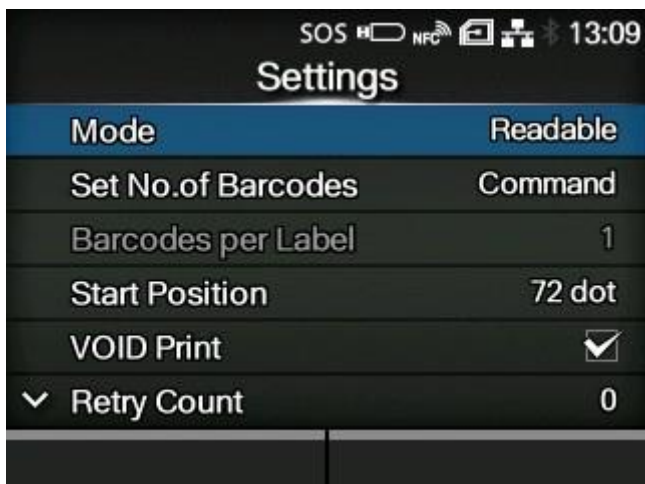 SOS NFC 13:09
Settings
Mode Readable
Set No.of Barcodes Command
Barcodes per Label 1
Start Position 72 dot
VOID Print
Retry Count 0